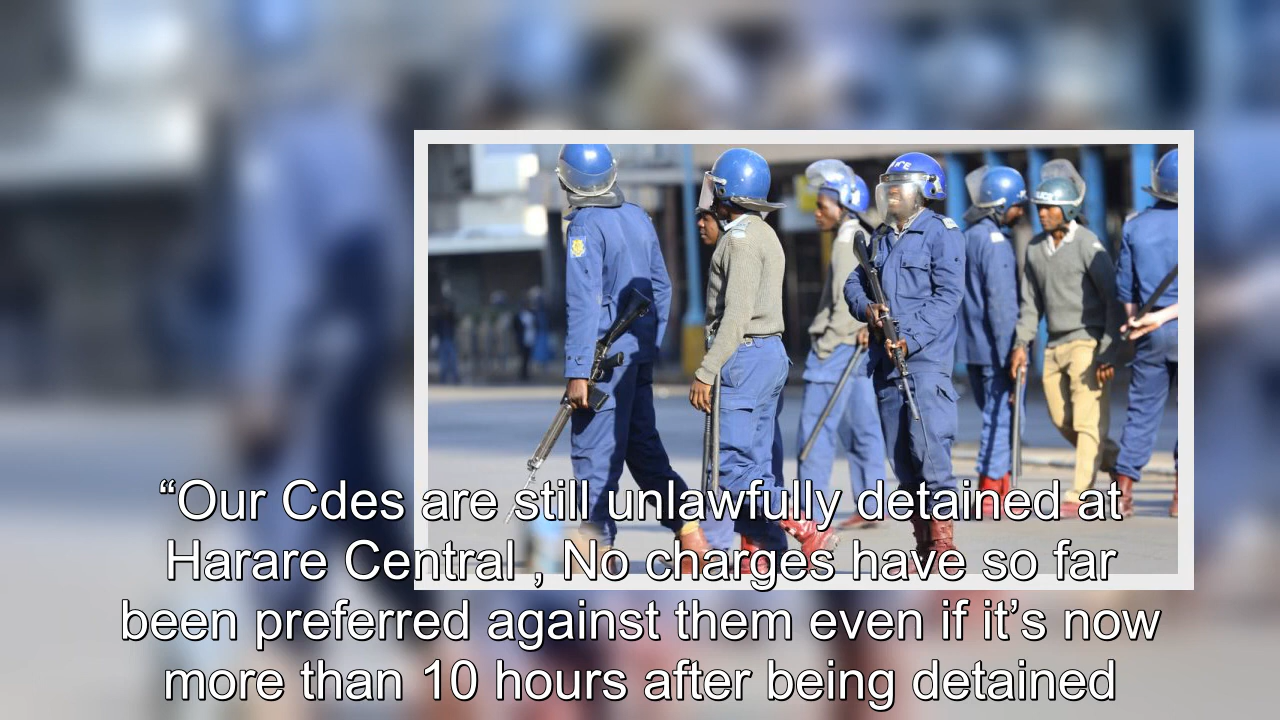 “Our Cdes are still unlawfully detained at
Harare Central , No charges have so far
been preferred against them even if it’s now
more than 10 hours after being detained